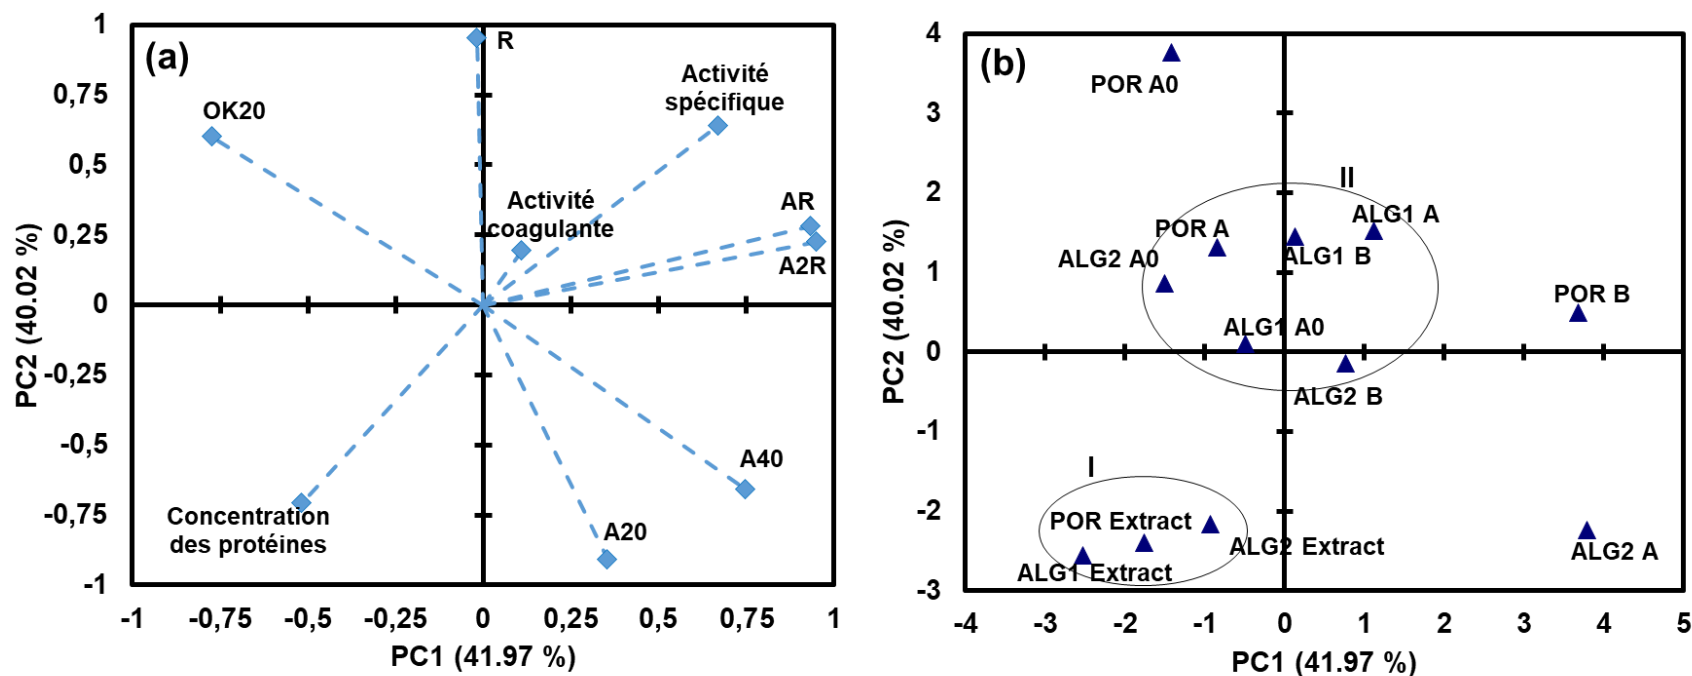 (a)
1
0,75
0,5
0,25
0
-0,25
-0,5
-0,75
-1
-1
-0,75
-0,5
-0,25
0
0,25
0,5
0,75
1
PC2 (40.02 %)
PC1 (41.97 %)
R
OK20
Activité
spécifique
Activité
coagulante
AR
A2R
A40
A20
Concentration
des protéines
(b)
4
3
2
1
0
-1
-2
-3
-4
-3
-2
-1
0
1
2
3
4
5
PC2 (40.02 %)
PC1 (41.97 %)
POR A0
II
ALG1 A
POR A
ALG1 B
ALG2 A0
POR B
ALG1 A0
ALG2 B
I
POR Extract
ALG2 Extract
ALG2 A
ALG1 Extract